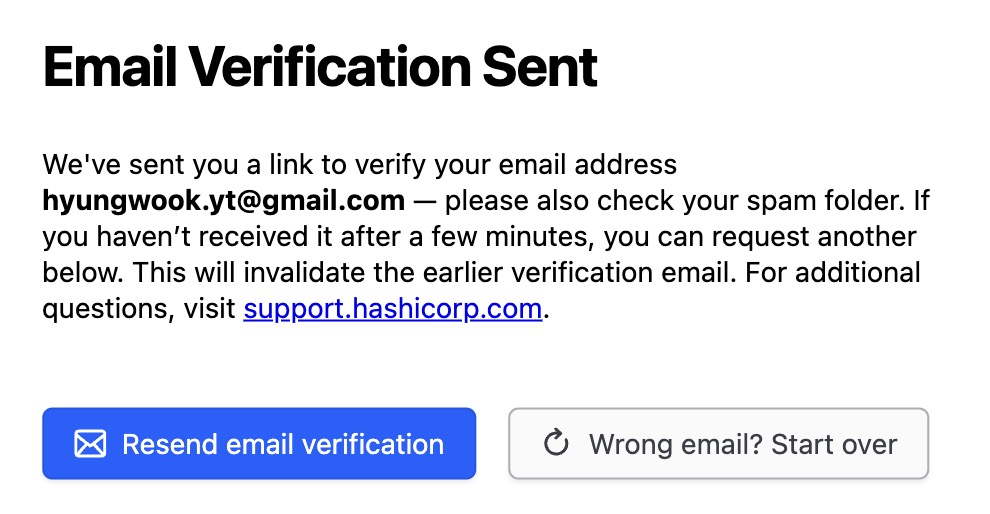 Email Verification Sent
We've sent you a link to verify your email address
hyungwook.yt@gmail.com — please also check your spam folder. If
you haven’t received it after a few minutes, you can request another
below. This will invalidate the earlier verification email. For additional
questions, visit support.hashicorp.com.
Resend email verification
Wrong email? Start over